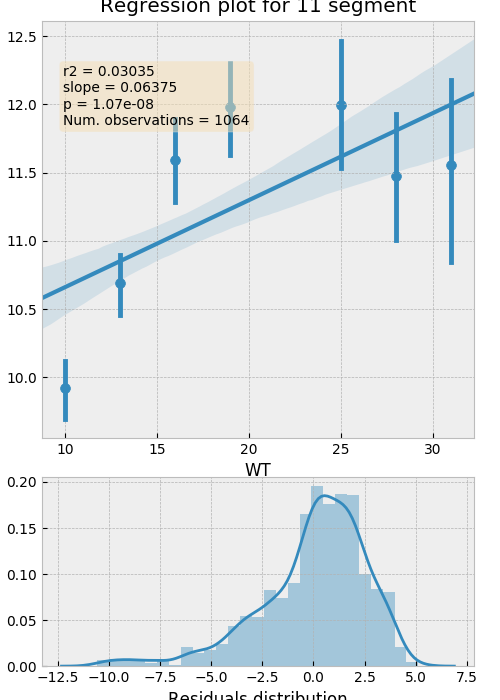 Regression plot for 11 segment
12.5
r2 = 0.03035
slope = 0.06375
p = 1.07e-08
Num. observations = 1064
12.0
11.5
11.0
10.5
10.0
10 15 20 25 30
WT
0.20
0.15
0.10
0.05
0.00
−12.5 −10.0 −7.5 −5.0 −2.5 0.0 2.5 5.0 7.5
Residuals distribution